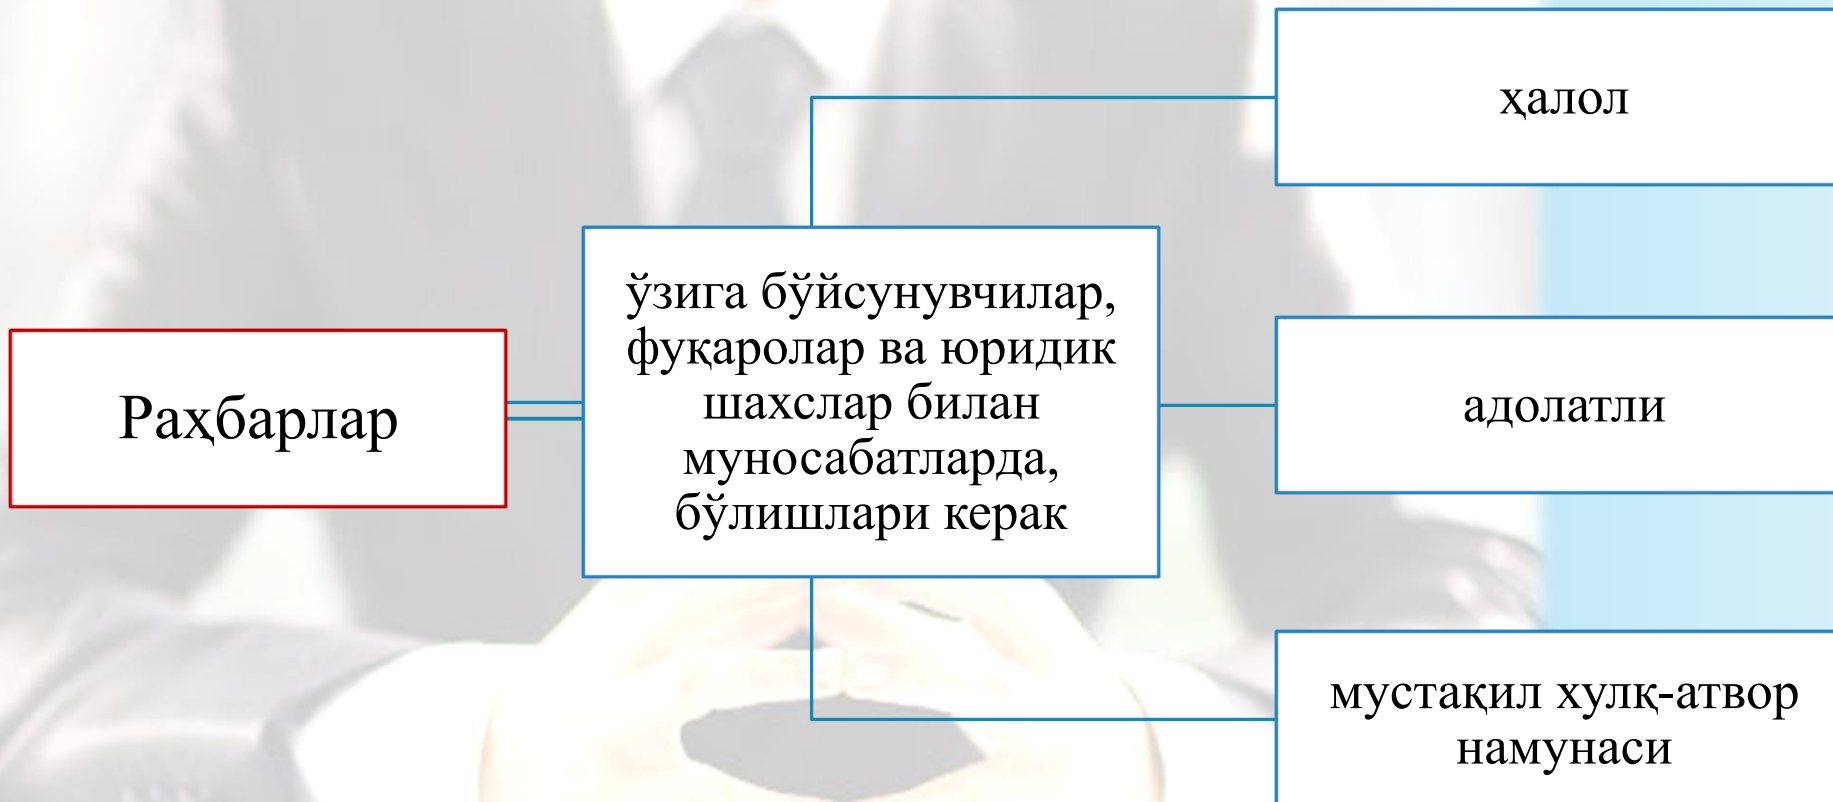 Раҳбарлар
ўзига бўйсунувчилар,
фуқаролар ва юридик
шахслар билан
муносабатларда,
бўлишлари керак
ҳалол
адолатли
мустақил хулқ-атвор
намунаси